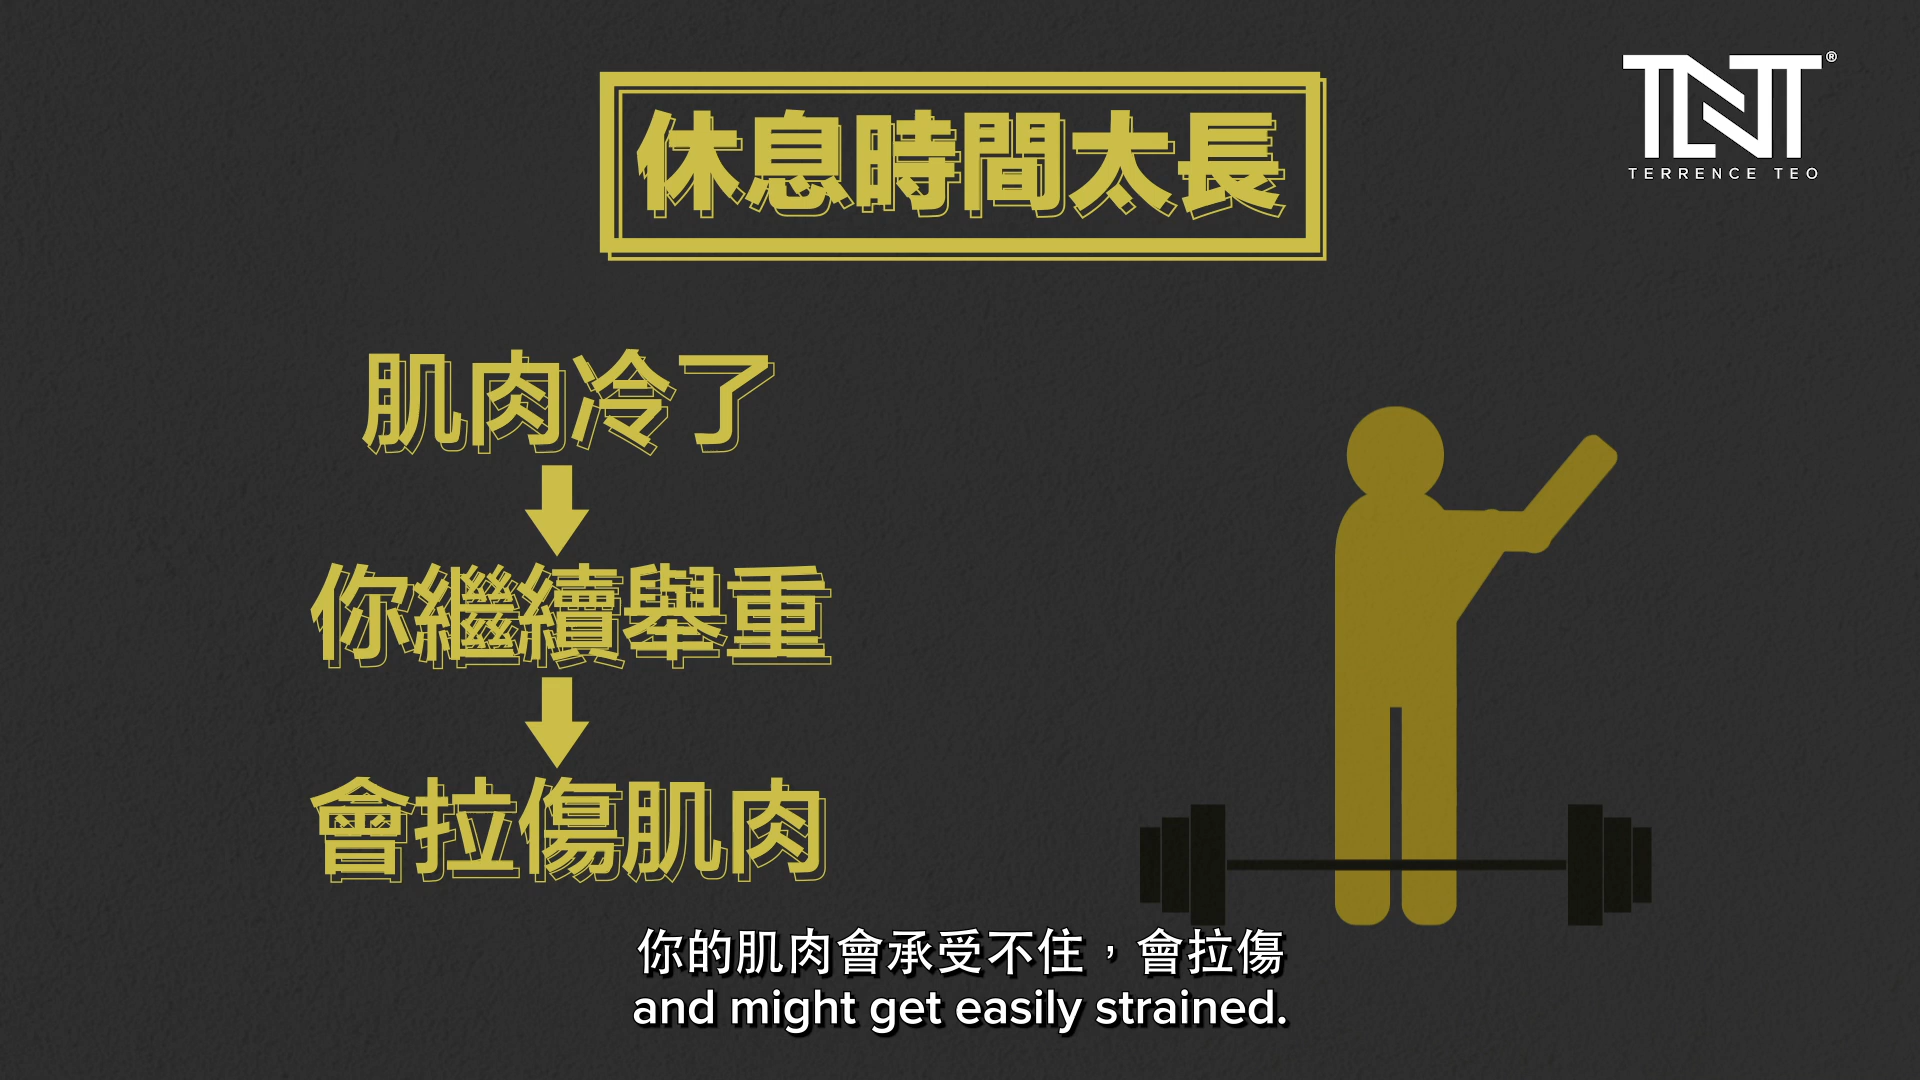 休息時間太長
TNT®
TERRENCE TEO
肌肉冷了
你繼續舉重
會拉傷肌肉
你的肌肉會承受不住，會拉傷
and might get easily strained.